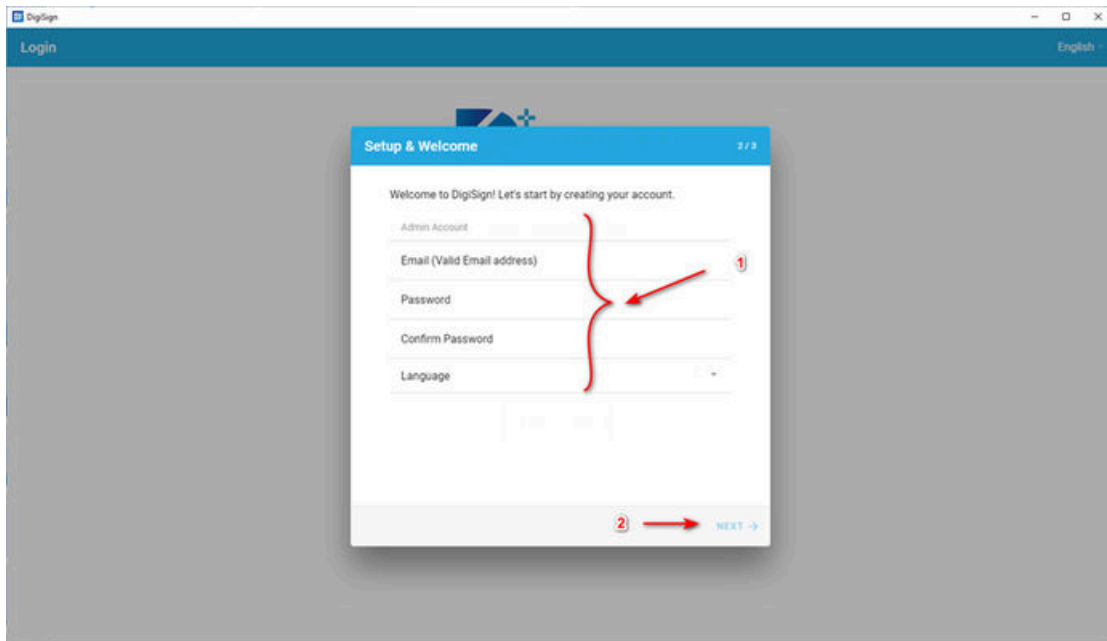 DigiSign
Login
English
Setup & Welcome
2 / 3
Welcome to DigiSign! Let's start by creating your account.
Admin Account
Email (Valid Email address)
1
Password
Confirm Password
Language
2
NEXT →